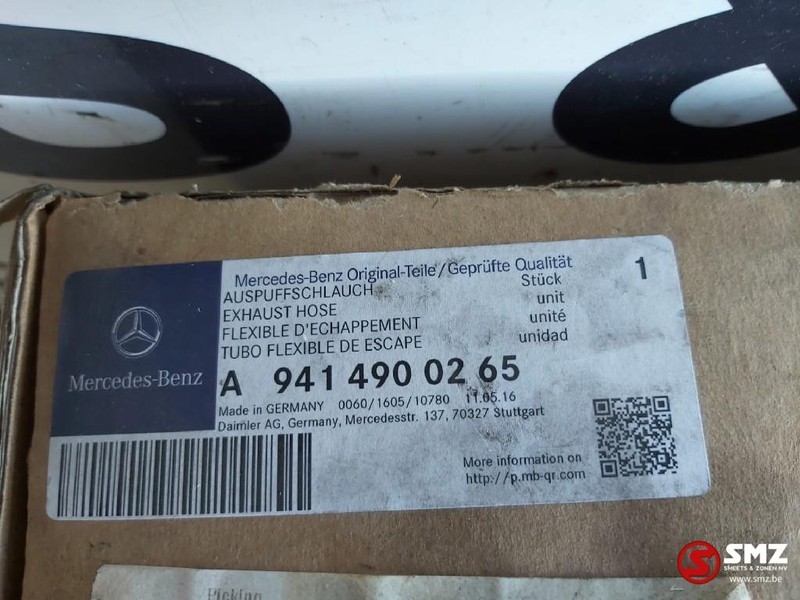 Mercedes-Benz Original-Teile/Geprüfte Qualität
1
AUSPUFFSCHLAUCH Stück
EXHAUST HOSE unit
FLEXIBLE D'ECHAPPEMENT unité
TUBO FLEXIBLE DE ESCAPE unidad
Mercedes-Benz
A 941 490 02 65
Made in GERMANY 0060/1605/10780 11.05.16
Daimler AG, Germany, Mercedesstr. 137, 70327 Stuttgart
More information on
http://p.mb-qr.com
Picking
SMZ
SMEETS & ZONEN NV
www.smz.be